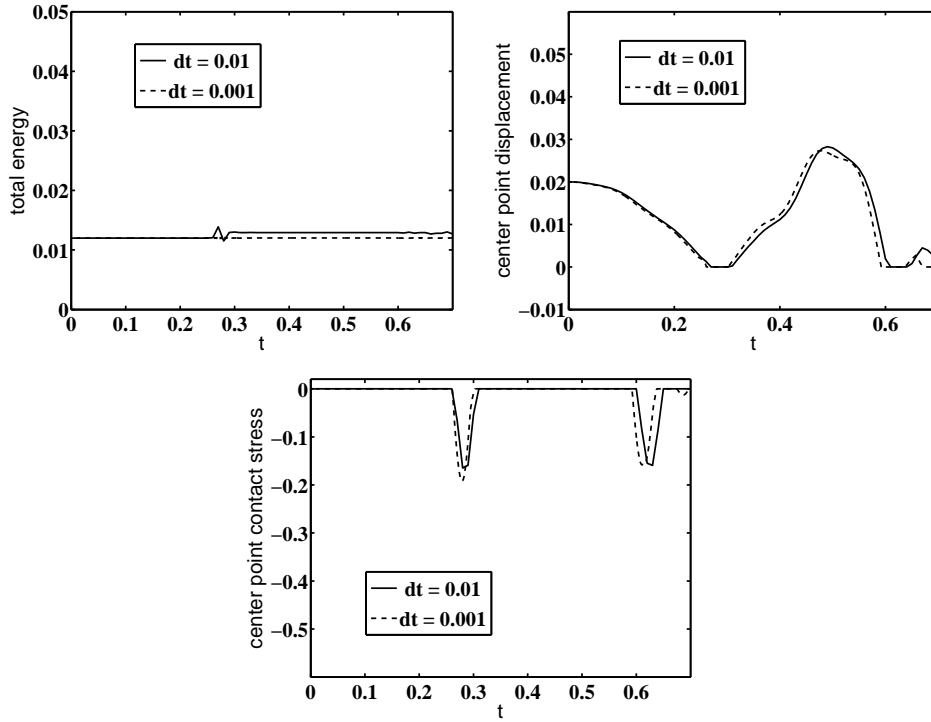 0.05
0.04
0.03
0.02
0.01
0
total energy
dt = 0.01
dt = 0.001
0 0.1 0.2 0.3 0.4 0.5 0.6
t
0.06
0.05
0.04
0.03
0.02
0.01
0
−0.01
center point displacement
dt = 0.01
dt = 0.001
0 0.2 0.4 0.6
t
0
−0.1
−0.2
−0.3
−0.4
−0.5
center point contact stress
dt = 0.01
dt = 0.001
0 0.1 0.2 0.3 0.4 0.5 0.6
t